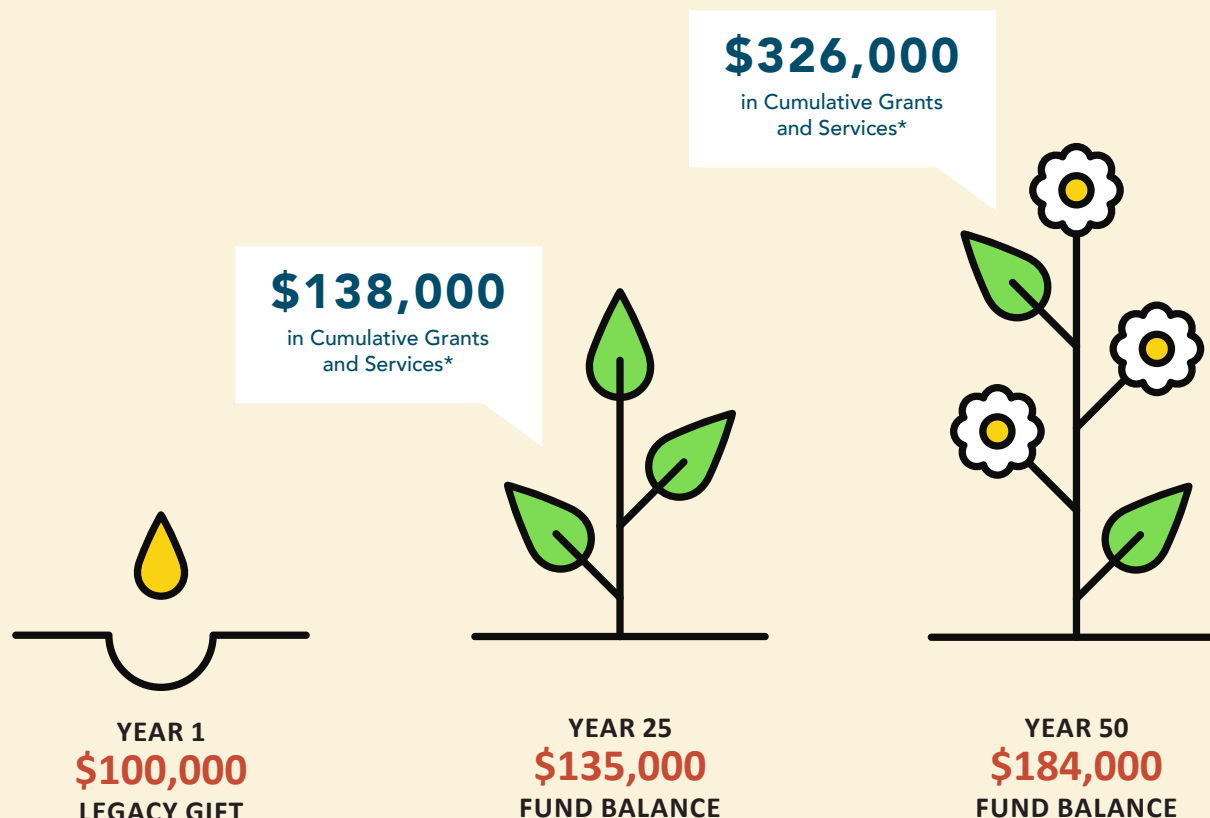 $326,000
in Cumulative Grants
and Services*
$138,000
in Cumulative Grants
and Services*
YEAR 1
$100,000
LEGACY GIFT
YEAR 25
$135,000
FUND BALANCE
YEAR 50
$184,000
FUND BALANCE